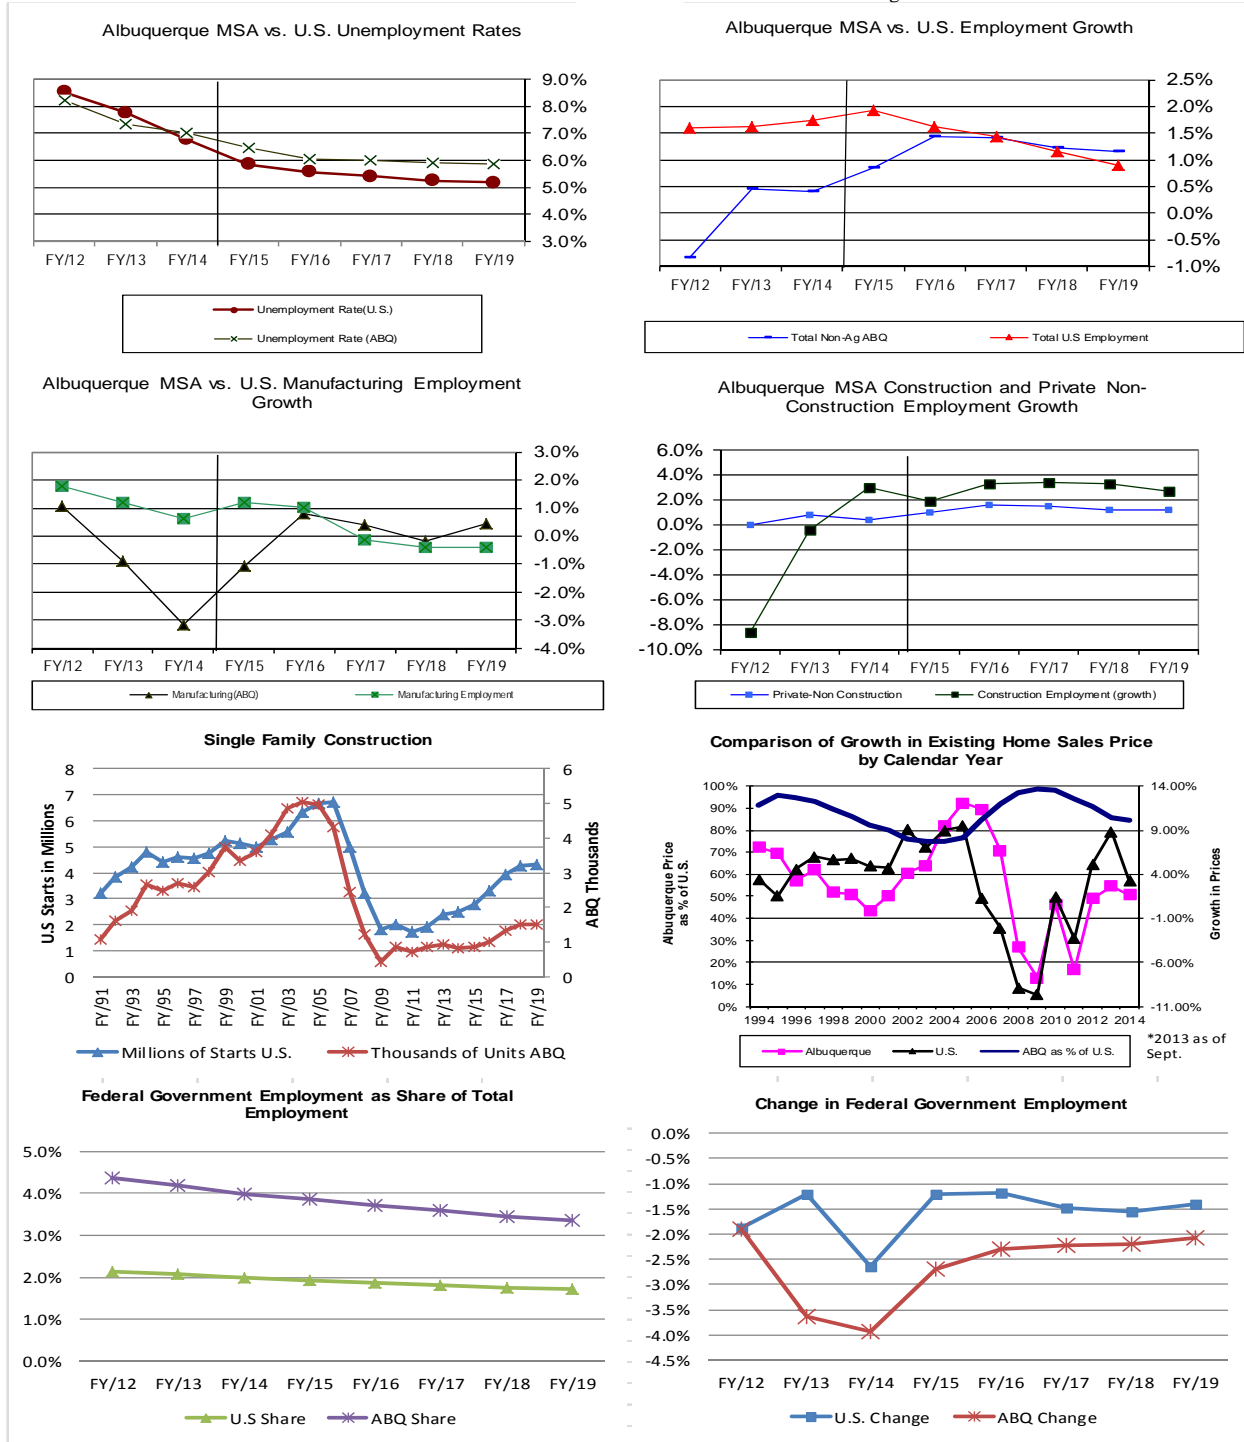 Albuquerque MSA vs. U.S. Unemployment Rates
9.0%
8.0%
7.0%
6.0%
5.0%
4.0%
3.0%
FY/12 FY/13 FY/14 FY/15 FY/16 FY/17 FY/18 FY/19
Unemployment Rate(U.S.)
Unemployment Rate (ABQ)
Albuquerque MSA vs. U.S. Employment Growth
2.5%
2.0%
1.5%
1.0%
0.5%
0.0%
-0.5%
-1.0%
FY/12 FY/13 FY/14 FY/15 FY/16 FY/17 FY/18 FY/19
Total Non-Ag ABQ Total U.S Employment
Albuquerque MSA vs. U.S. Manufacturing Employment
Growth
3.0%
2.0%
1.0%
0.0%
-1.0%
-2.0%
-3.0%
-4.0%
FY/12 FY/13 FY/14 FY/15 FY/16 FY/17 FY/18 FY/19
Manufacturing(ABQ) Manufacturing Employment
Albuquerque MSA Construction and Private Non-
Construction Employment Growth
6.0%
4.0%
2.0%
0.0%
-2.0%
-4.0%
-6.0%
-8.0%
-10.0%
FY/12 FY/13 FY/14 FY/15 FY/16 FY/17 FY/18 FY/19
Private-Non Construction Construction Employment (growth)
Single Family Construction
U.S Starts in Millions
8
7
6
5
4
3
2
1
0
6
5
4
3
2
1
0
ABQ Thousands
FY/91 FY/93 FY/95 FY/97 FY/99 FY/01 FY/03 FY/05 FY/07 FY/09 FY/11 FY/13 FY/15 FY/17 FY/19
Millions of Starts U.S. Thousands of Units ABQ
Comparison of Growth in Existing Home Sales Price
by Calendar Year
Albuquerque Price
as % of U.S.
100%
90%
80%
70%
60%
50%
40%
30%
20%
10%
0%
14.00%
9.00%
4.00%
-1.00%
-6.00%
-11.00%
Growth in Prices
1994 1996 1998 2000 2002 2004 2006 2008 2010 2012 2014
Albuquerque U.S. ABQ as % of U.S.
*2013 as of
Sept.
Federal Government Employment as Share of Total
Employment
5.0%
4.0%
3.0%
2.0%
1.0%
0.0%
FY/12 FY/13 FY/14 FY/15 FY/16 FY/17 FY/18 FY/19
U.S Share ABQ Share
Change in Federal Government Employment
0.0%
-0.5%
-1.0%
-1.5%
-2.0%
-2.5%
-3.0%
-3.5%
-4.0%
-4.5%
FY/12 FY/13 FY/14 FY/15 FY/16 FY/17 FY/18 FY/19
U.S. Change ABQ Change